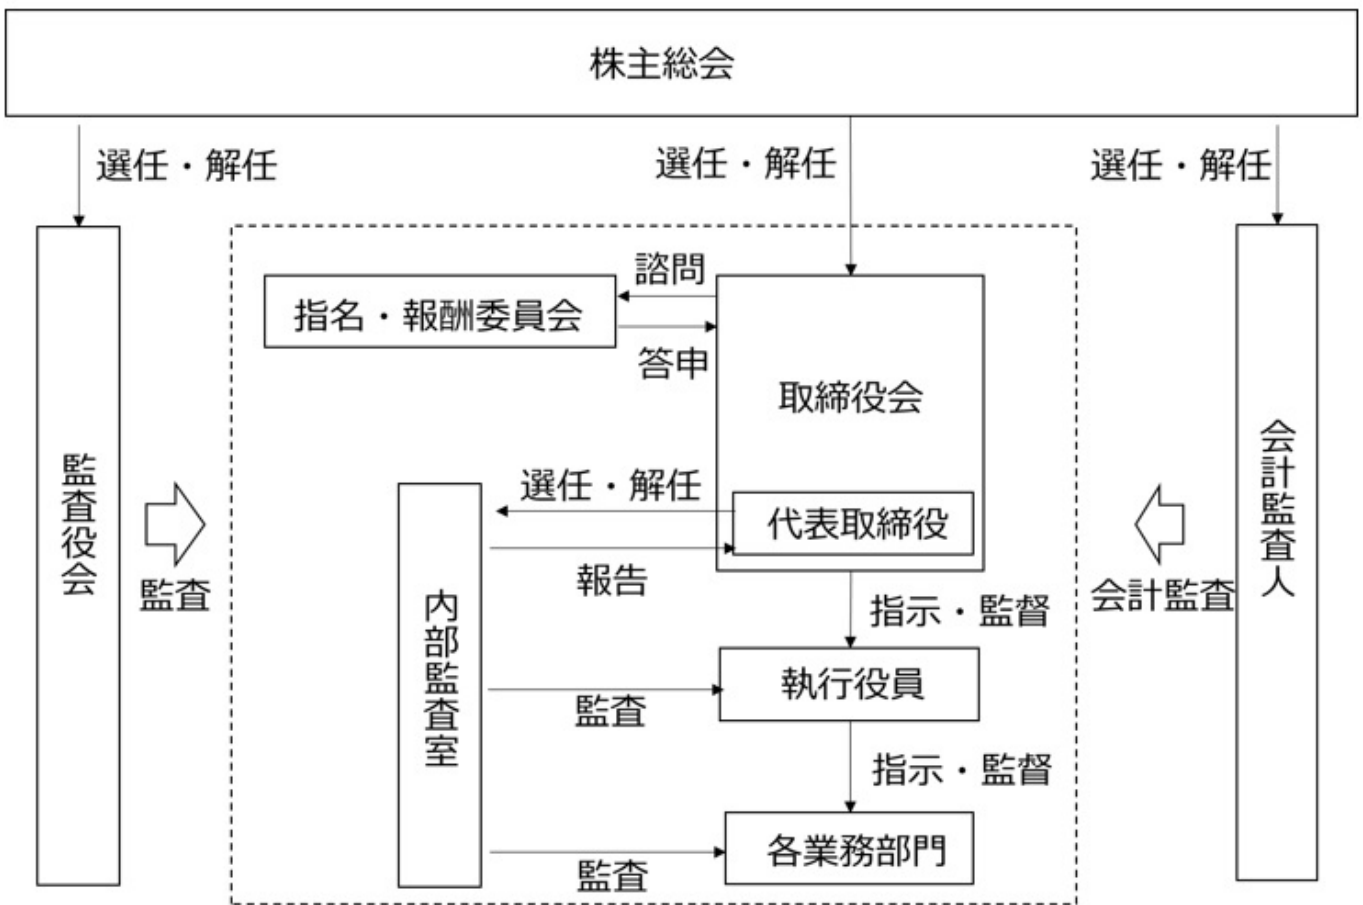 株主総会
選任・解任
選任・解任
選任・解任
諮問
指名・報酬委員会
答申
取締役会
選任・解任
代表取締役
報告
監査役会
監査
会計監査人
会計監査
内部監査室
指示・監督
執行役員
監査
指示・監督
各業務部門
監査